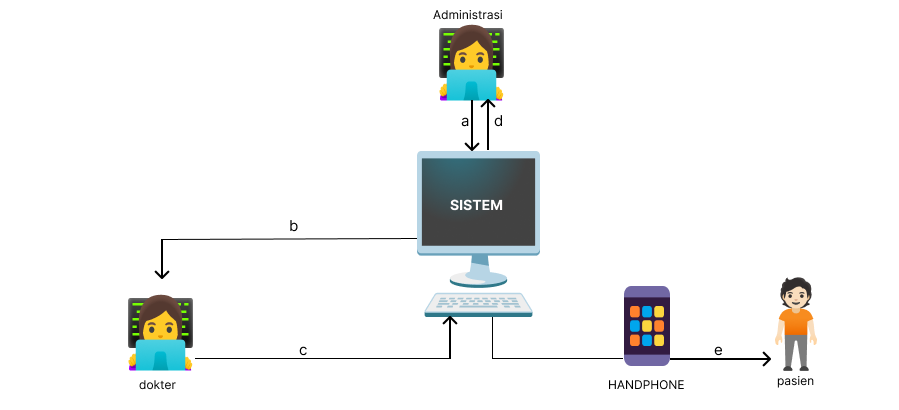 Administrasi
a
d
SISTEM
b
c
dokter
e
HANDPHONE
pasien